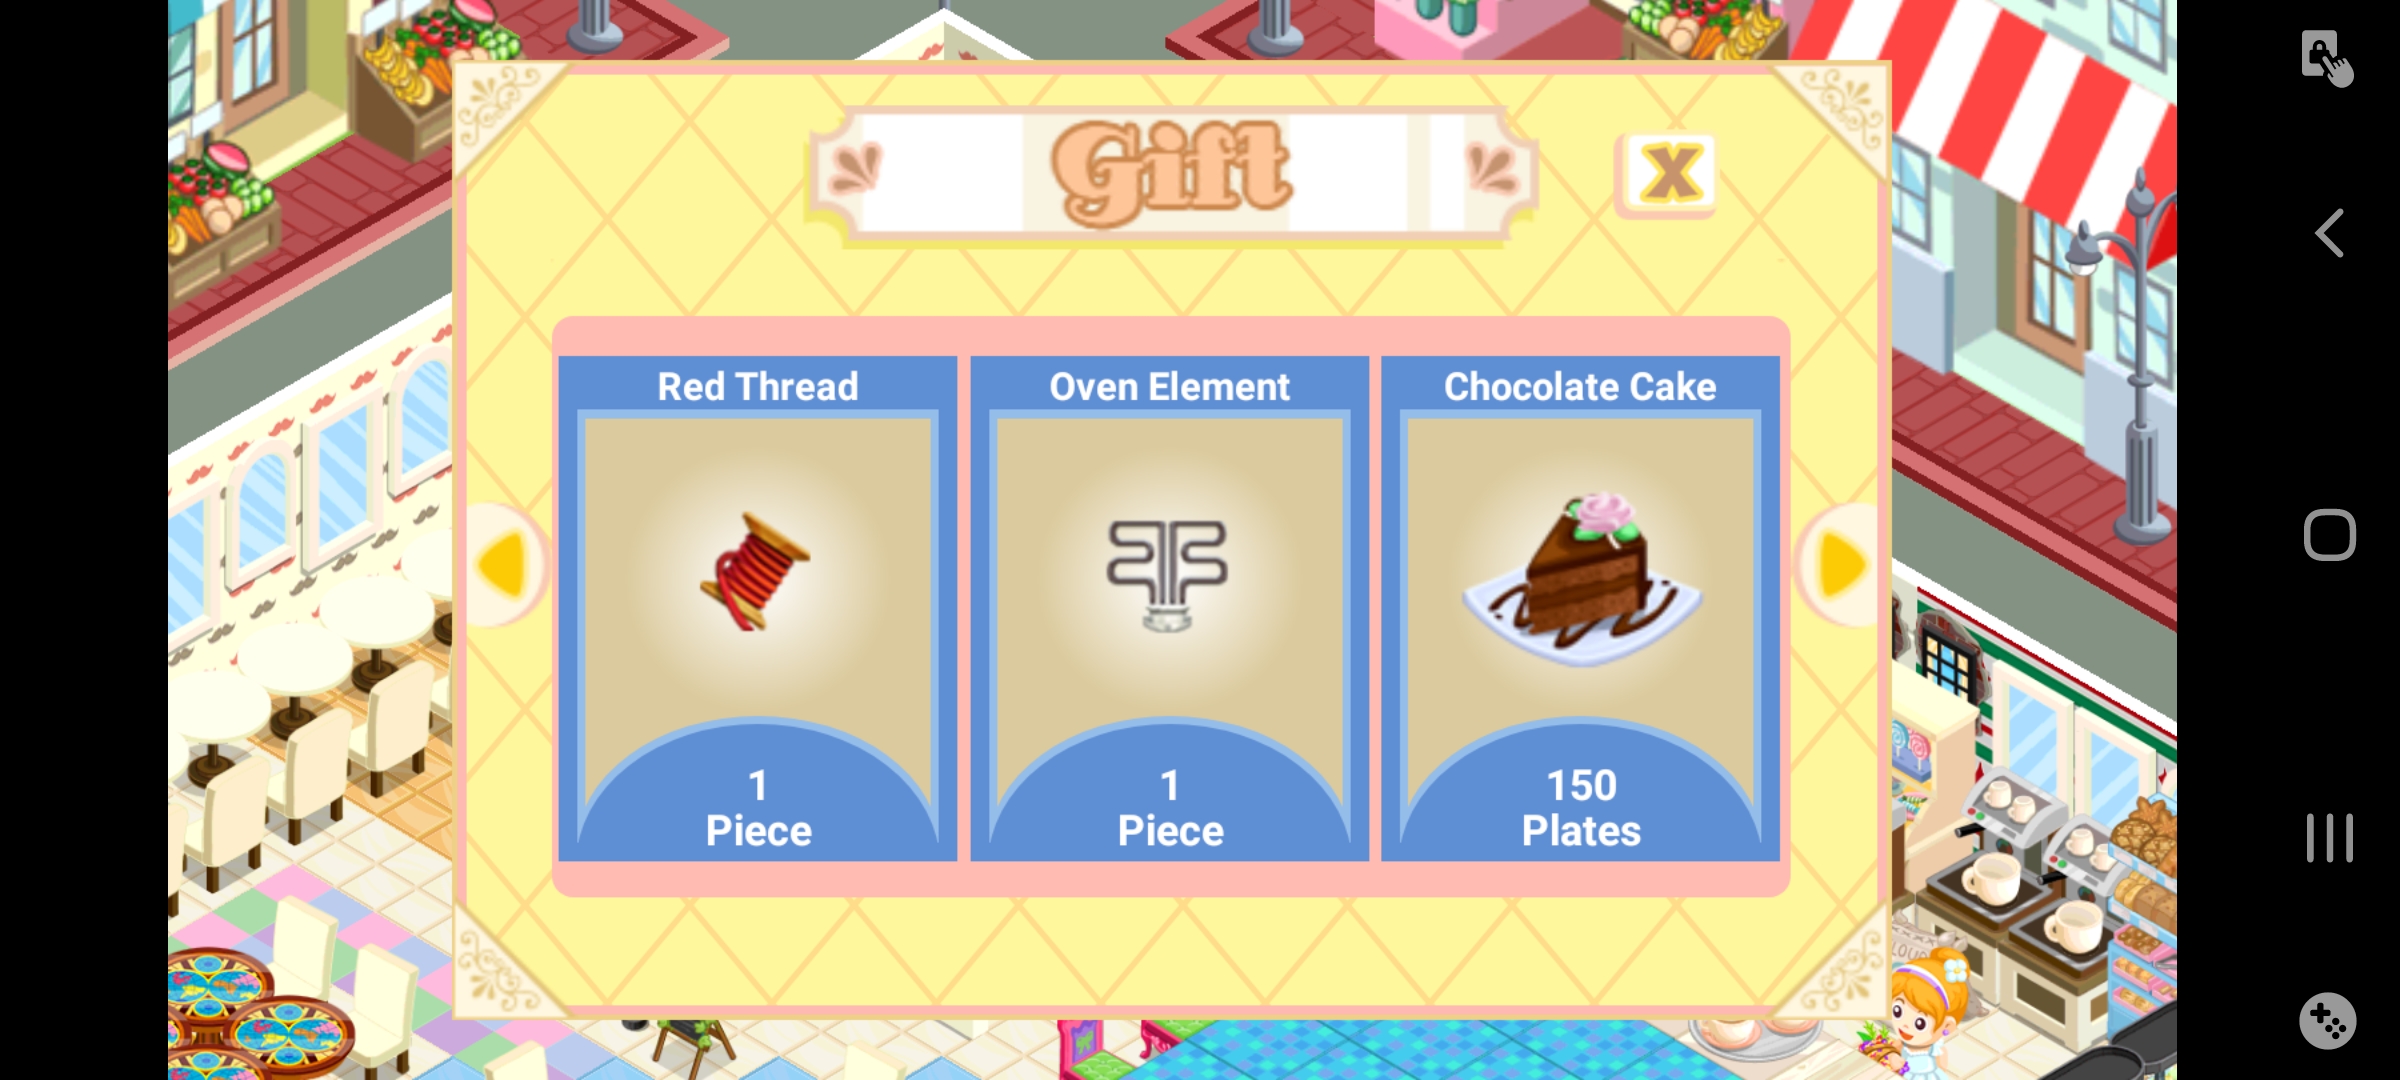 Gift
X
Red Thread
Oven Element
Chocolate Cake
1
Piece
1
Piece
150
Plates